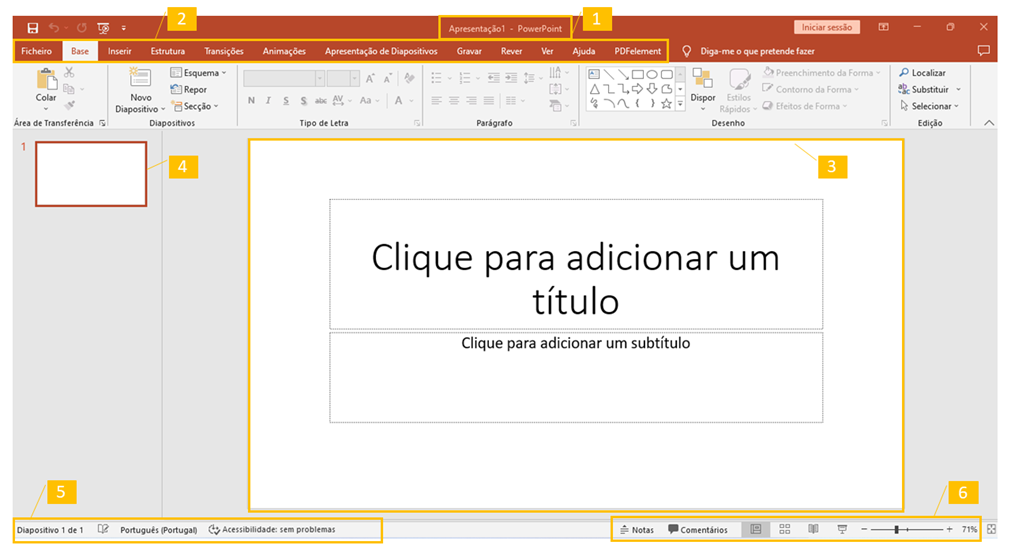 2
1
Apresentação1 - PowerPoint
Iniciar sessão
Ficheiro Base Inserir Estrutura Transições Animações Apresentação de Diapositivos Gravar Rever Ver Ajuda PDFelement Diga-me o que pretende fazer
Colar
Novo Diapositivo
Esquema
Repor
Secção
N I S S abc AV Aa A
A A
Dispor
Estilos Rápidos
Preenchimento da Forma
Contorno da Forma
Efeitos de Forma
Localizar
Substituir
Selecionar
Área de Transferência Diapositivos Tipo de Letra Parágrafo Desenho Edição
1
4
3
Clique para adicionar um
título
Clique para adicionar um subtítulo
5
6
Diapositivo 1 de 1 Português (Portugal) Acessibilidade: sem problemas Notas Comentários 71%